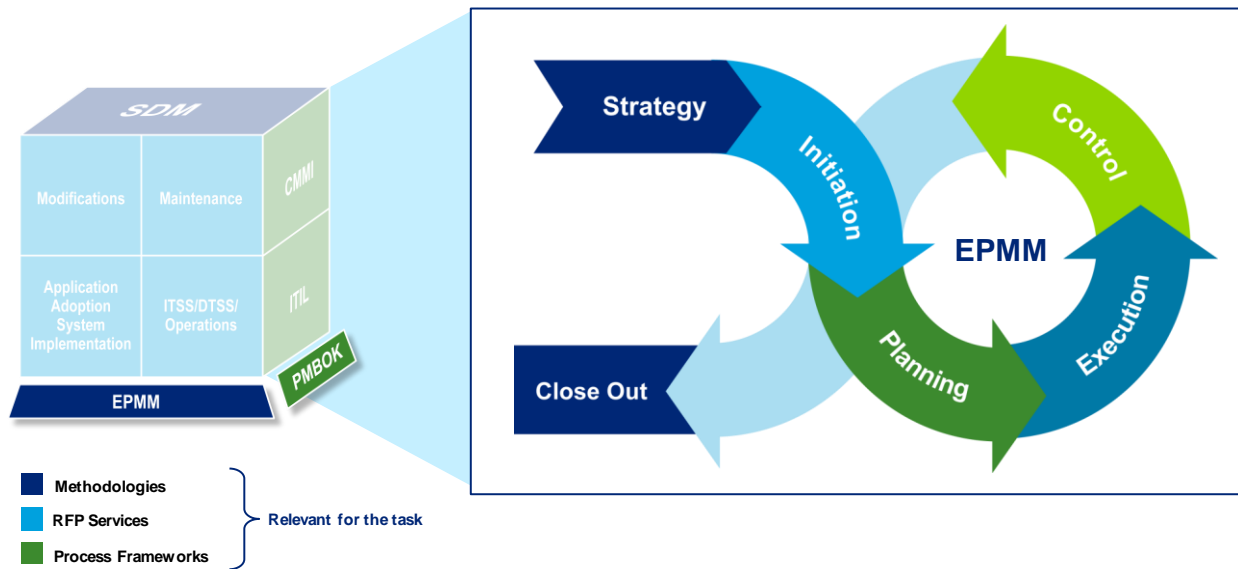 SDM
Modifications
Maintenance
CMMI
Application
Adoption
System
Implementation
ITSS/DTSS/
Operations
ITIL
EPMM
PMBOK
Strategy
Initiation
Planning
Execution
Control
EPMM
Close Out
Methodologies
RFP Services
Process Frameworks
Relevant for the task